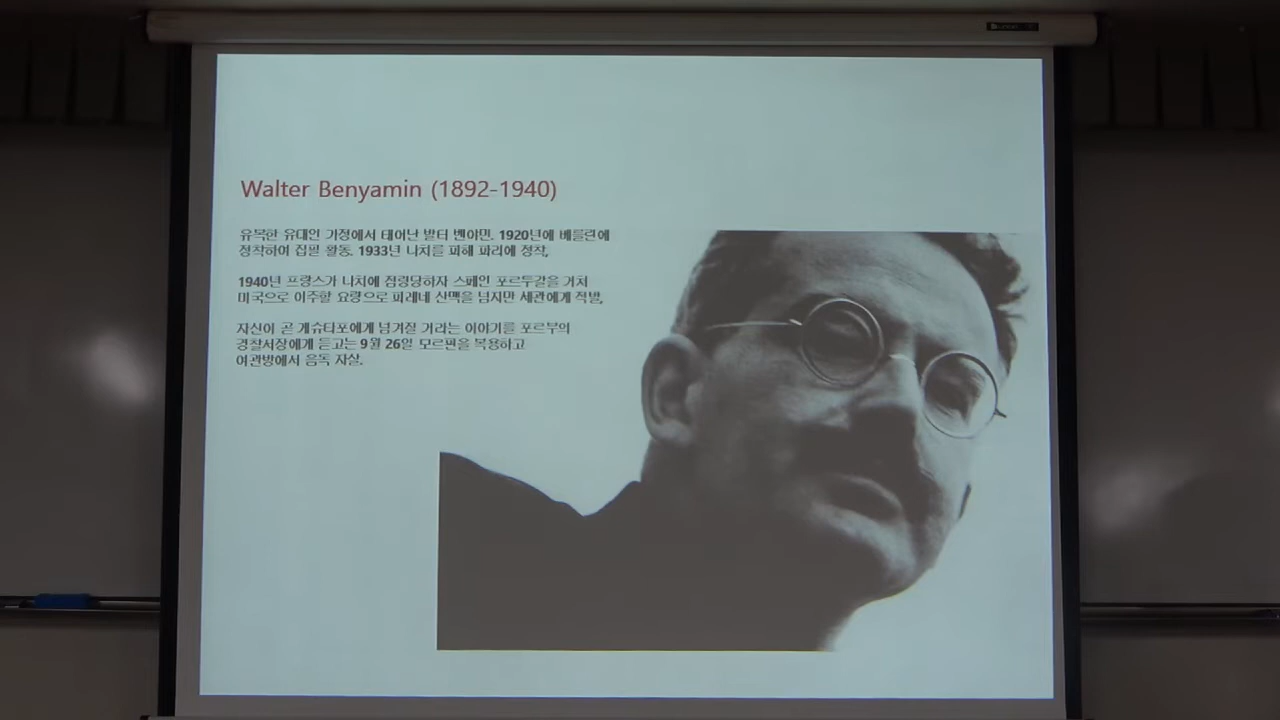 Walter Benyamin (1892-1940)
유복한 유대인 가정에서 태어난 발터 벤야민. 1920년에 베를린에
정착하여 집필 활동. 1933년 나치를 피해 파리에 정착,
1940년 프랑스가 나치에 점령당하자 스페인 포르투갈을 거쳐
미국으로 이주할 요량으로 피레네 산맥을 넘지만 세관에게 적발,
자신이 곧 게슈타포에게 넘겨질 거라는 이야기를 포르부의
경찰서장에게 듣고는 9월 26일 모르핀을 복용하고
여관방에서 음독 자살.